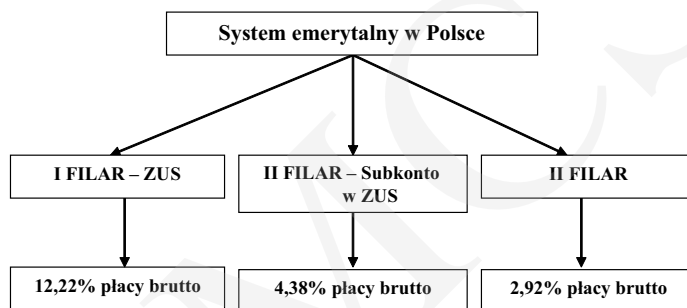 System emerytalny w Polsce
I FILAR – ZUS
II FILAR – Subkonto
w ZUS
II FILAR
12,22% płacy brutto
4,38% płacy brutto
2,92% płacy brutto